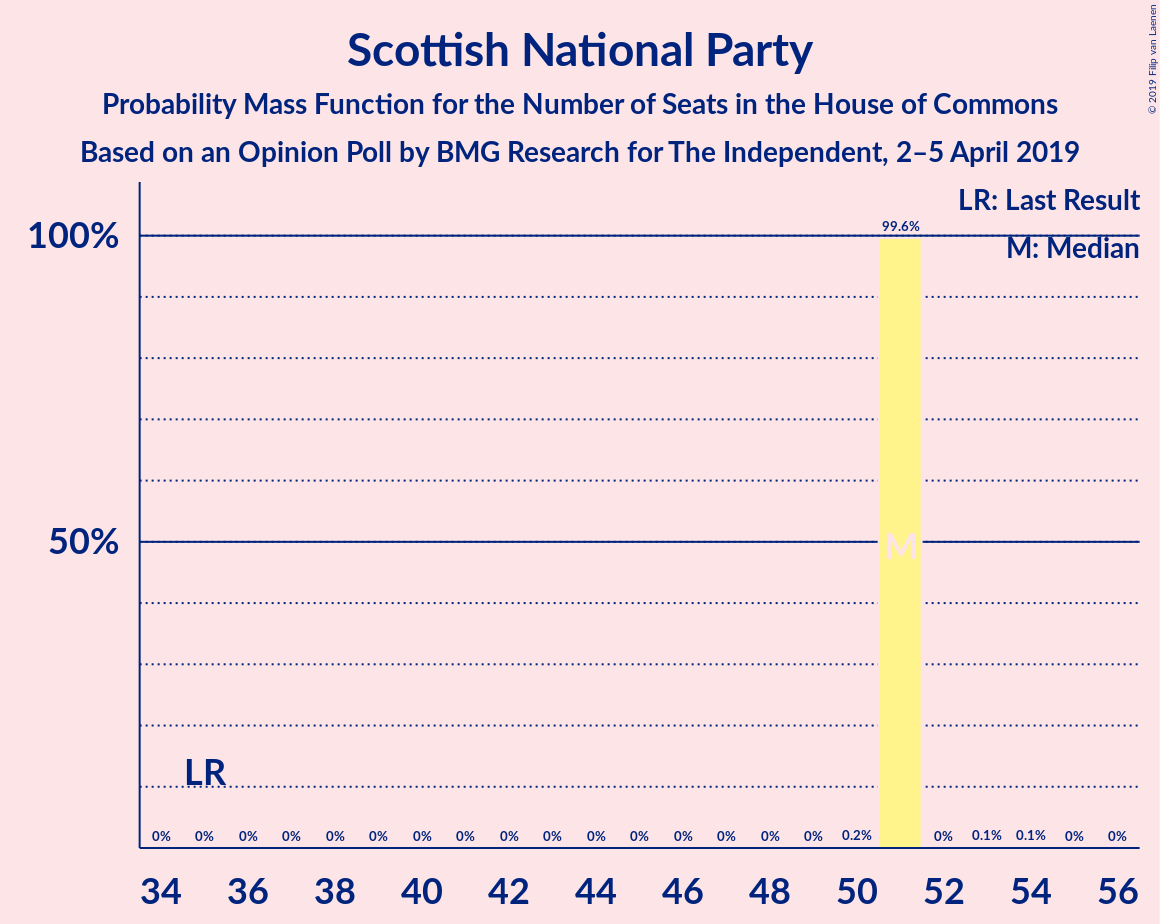 Scottish National Party
Probability Mass Function for the Number of Seats in the House of Commons
Based on an Opinion Poll by BMG Research for The Independent, 2–5 April 2019
© 2019 Filip van Laenen
LR: Last Result
M: Median
100%
50%
99.6%
M
LR
0% 0% 0% 0% 0% 0% 0% 0% 0% 0% 0% 0% 0% 0% 0% 0% 0.2% 0% 0.1% 0.1% 0% 0%
34 36 38 40 42 44 46 48 50 52 54 56